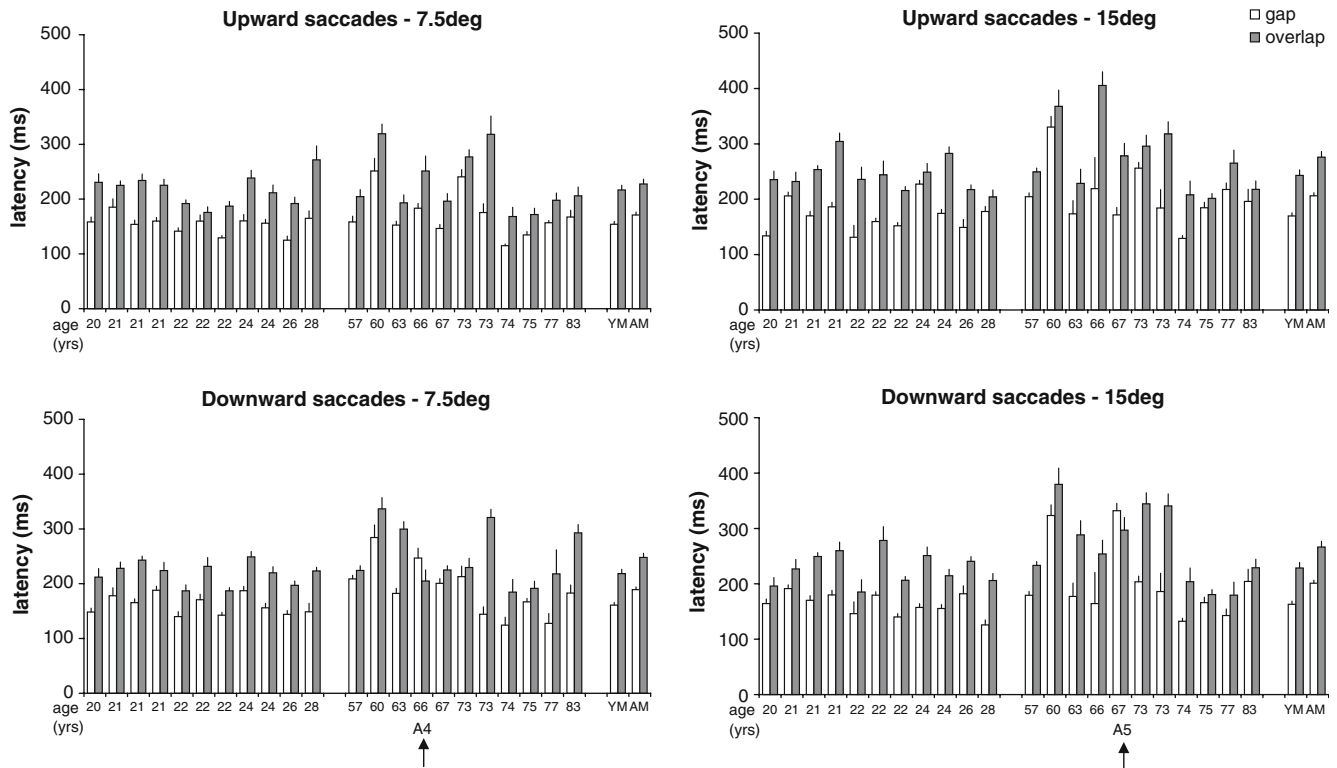 Upward saccades - 7.5deg
500
400
300
200
100
0
latency (ms)
age (yrs)
20 21 21 21 22 22 22 24 24 26 28 57 60 63 66 67 73 73 74 75 77 83 YM AM
Upward saccades - 15deg
gap
overlap
500
400
300
200
100
0
latency (ms)
age (yrs)
20 21 21 21 22 22 22 24 24 26 28 57 60 63 66 67 73 73 74 75 77 83 YM AM
Downward saccades - 7.5deg
500
400
300
200
100
0
latency (ms)
age (yrs)
20 21 21 21 22 22 22 24 24 26 28 57 60 63 66 67 73 73 74 75 77 83 YM AM
A4
Downward saccades - 15deg
500
400
300
200
100
0
latency (ms)
age (yrs)
20 21 21 21 22 22 22 24 24 26 28 57 60 63 66 67 73 73 74 75 77 83 YM AM
A5